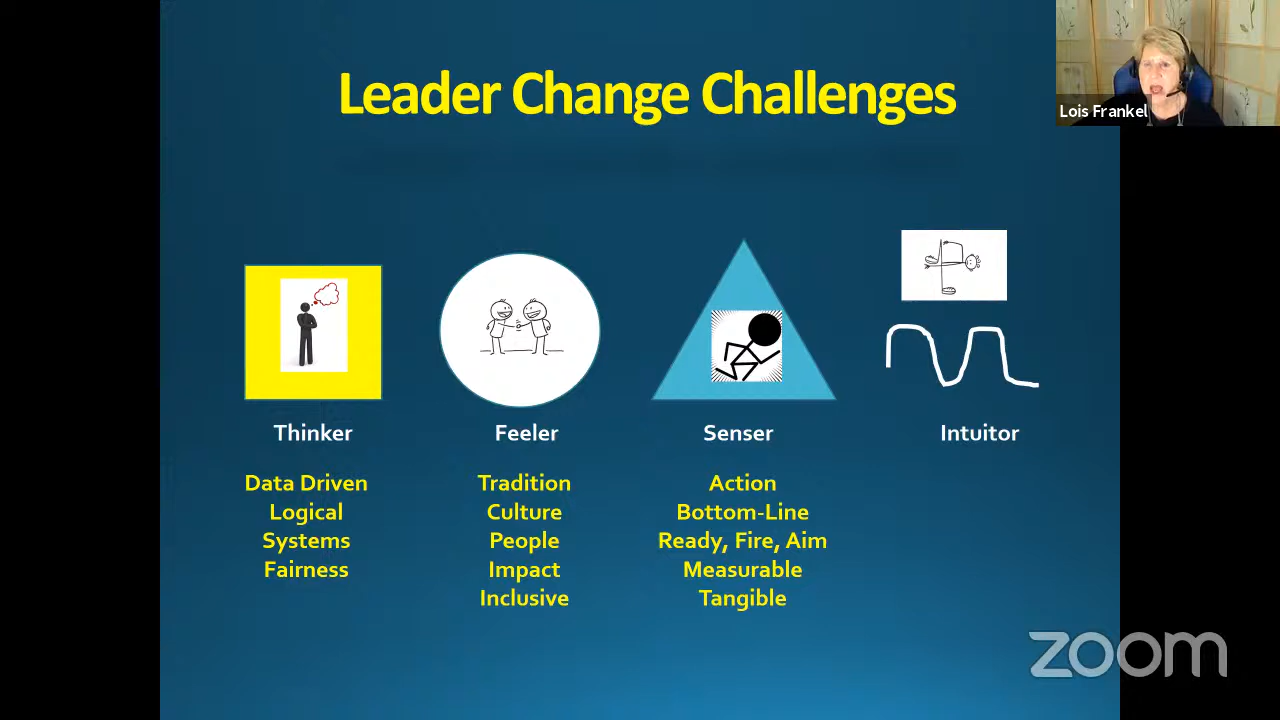 Leader Change Challenges
Lois Frankel
Thinker
Data Driven
Logical
Systems
Fairness
Feeler
Tradition
Culture
People
Impact
Inclusive
Senser
Action
Bottom-Line
Ready, Fire, Aim
Measurable
Tangible
Intuitor
zoom